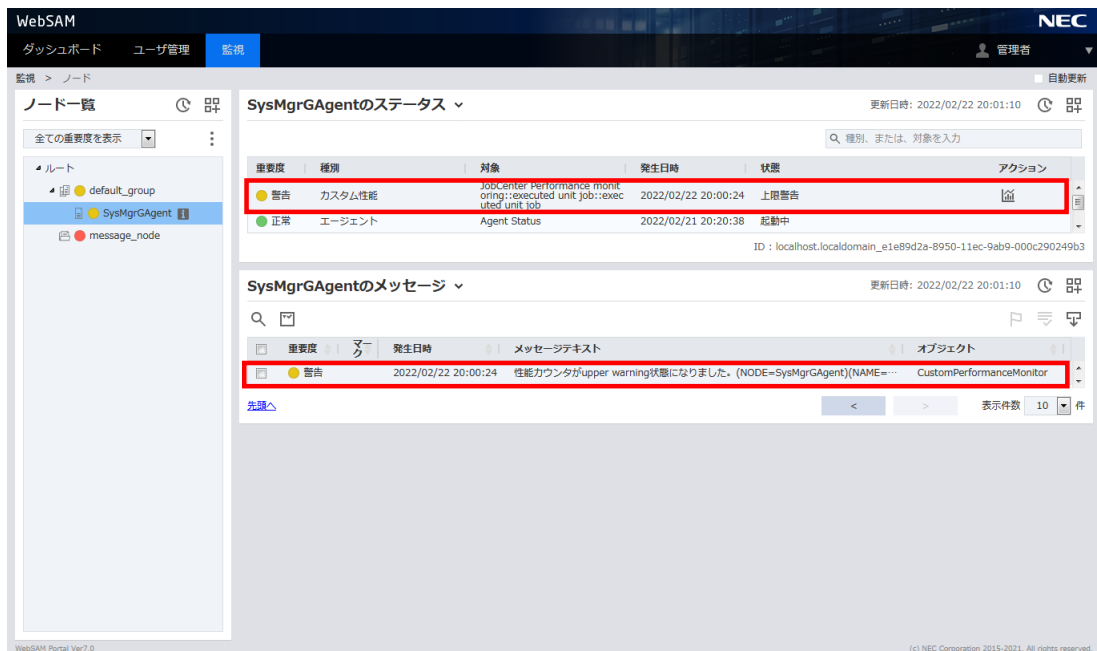 WebSAM
NEC
ダッシュボード ユーザ管理 監視 管理者
監視 > ノード 自動更新
ノード一覧
全ての重要度を表示
ルート
default_group
SysMgrGAgent
message_node
SysMgrGAgentのステータス 更新日時: 2022/02/22 20:01:10
種別、または、対象を入力
重要度 種別 対象 発生日時 状態 アクション
警告 カスタム性能 JobCenter Performance monit
oring::executed unit job::exec
uted unit job 2022/02/22 20:00:24 上限警告
正常 エージェント Agent Status 2022/02/21 20:20:38 起動中
ID : localhost.localdomain_e1e89d2a-8950-11ec-9ab9-000c290249b3
SysMgrGAgentのメッセージ 更新日時: 2022/02/22 20:01:10
重要度 マーク 発生日時 メッセージテキスト オブジェクト
警告 2022/02/22 20:00:24 性能カウンタがupper warning状態になりました。(NODE=SysMgrGAgent)(NAME=… CustomPerformanceMonitor
先頭へ < > 表示件数 10 件
WebSAM Portal Ver7.0 (c) NEC Corporation 2015-2021. All rights reserved.